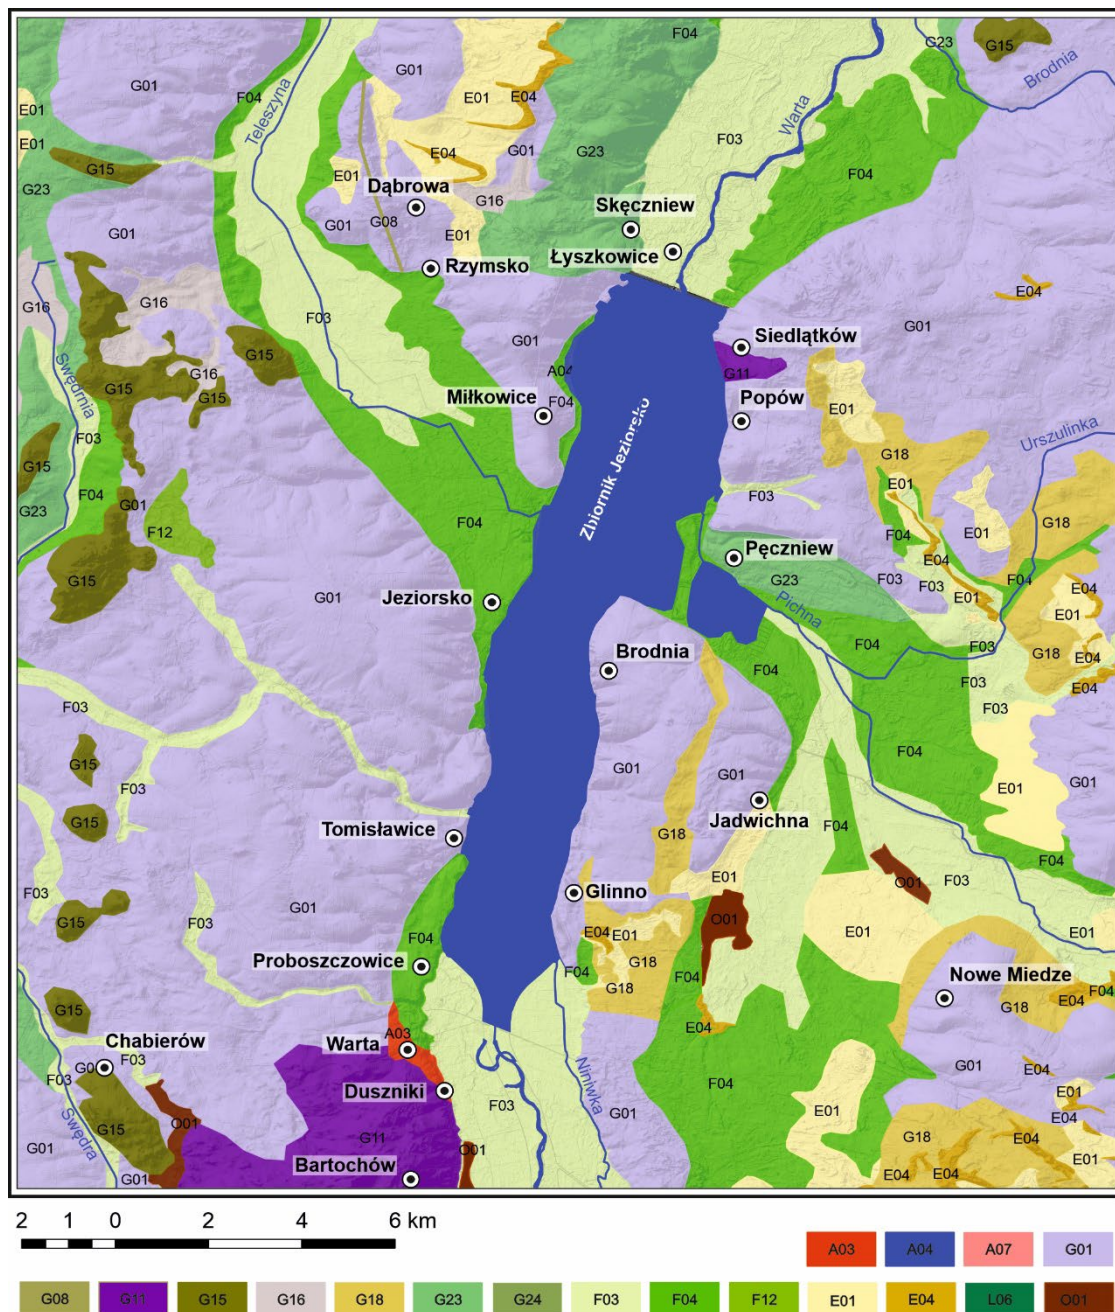 F04
G23
G15
Brodnia
G01
G01
F04
Teleszyna
E01
E04
E01
E01
Warta
F03
G15
G23
E01
E04
G01
G23
F04
G16
Dąbrowa
G01
G08
E01
Skęczniew
G01
Łyszkowice
Rzymsko
G16
G16
F03
E04
G01
G01
Siedlątków
G15
G16
G15
G15
Swędrnia
A04
F04
G11
Miłkowice
Popów
E01
Urszulinka
F03
G15
G18
F04
E01
F03
G18
G01
F12
G23
F04
Zbiornik Jeziorsko
E01
F04
E04
Pęczniew
G15
G23
F03
F03
F04
E04
E01
E01
Jeziorsko
G01
Pichna
Brodnia
F04
F04
F03
G18
E04
E04
F03
F03
F03
G15
F04
G01
G01
E01
G01
F03
Jadwichna
Tomisławice
G15
G18
F04
F04
F03
E01
O01
F03
Glinno
G15
G01
F03
O01
E01
E01
E04
E01
F04
G18
Proboszczowice
F04
F04
G18
Nowe Miedze
G18
E04
F04
G15
E04
A03
Warta
Chabierów
F03
G01
E04
F03
Duszniki
F03
Niniwka
F04
E01
E04
G01
E01
O01
G15
G11
G18
E04
Swędra
G01
O01
E01
Bartochów
G01
E04
E04
2 1 0 2 4 6 km
A03 A04 A07 G01
G08 G11 G15 G16 G18 G23 G24 F03 F04 F12 E01 E04 L06 O01